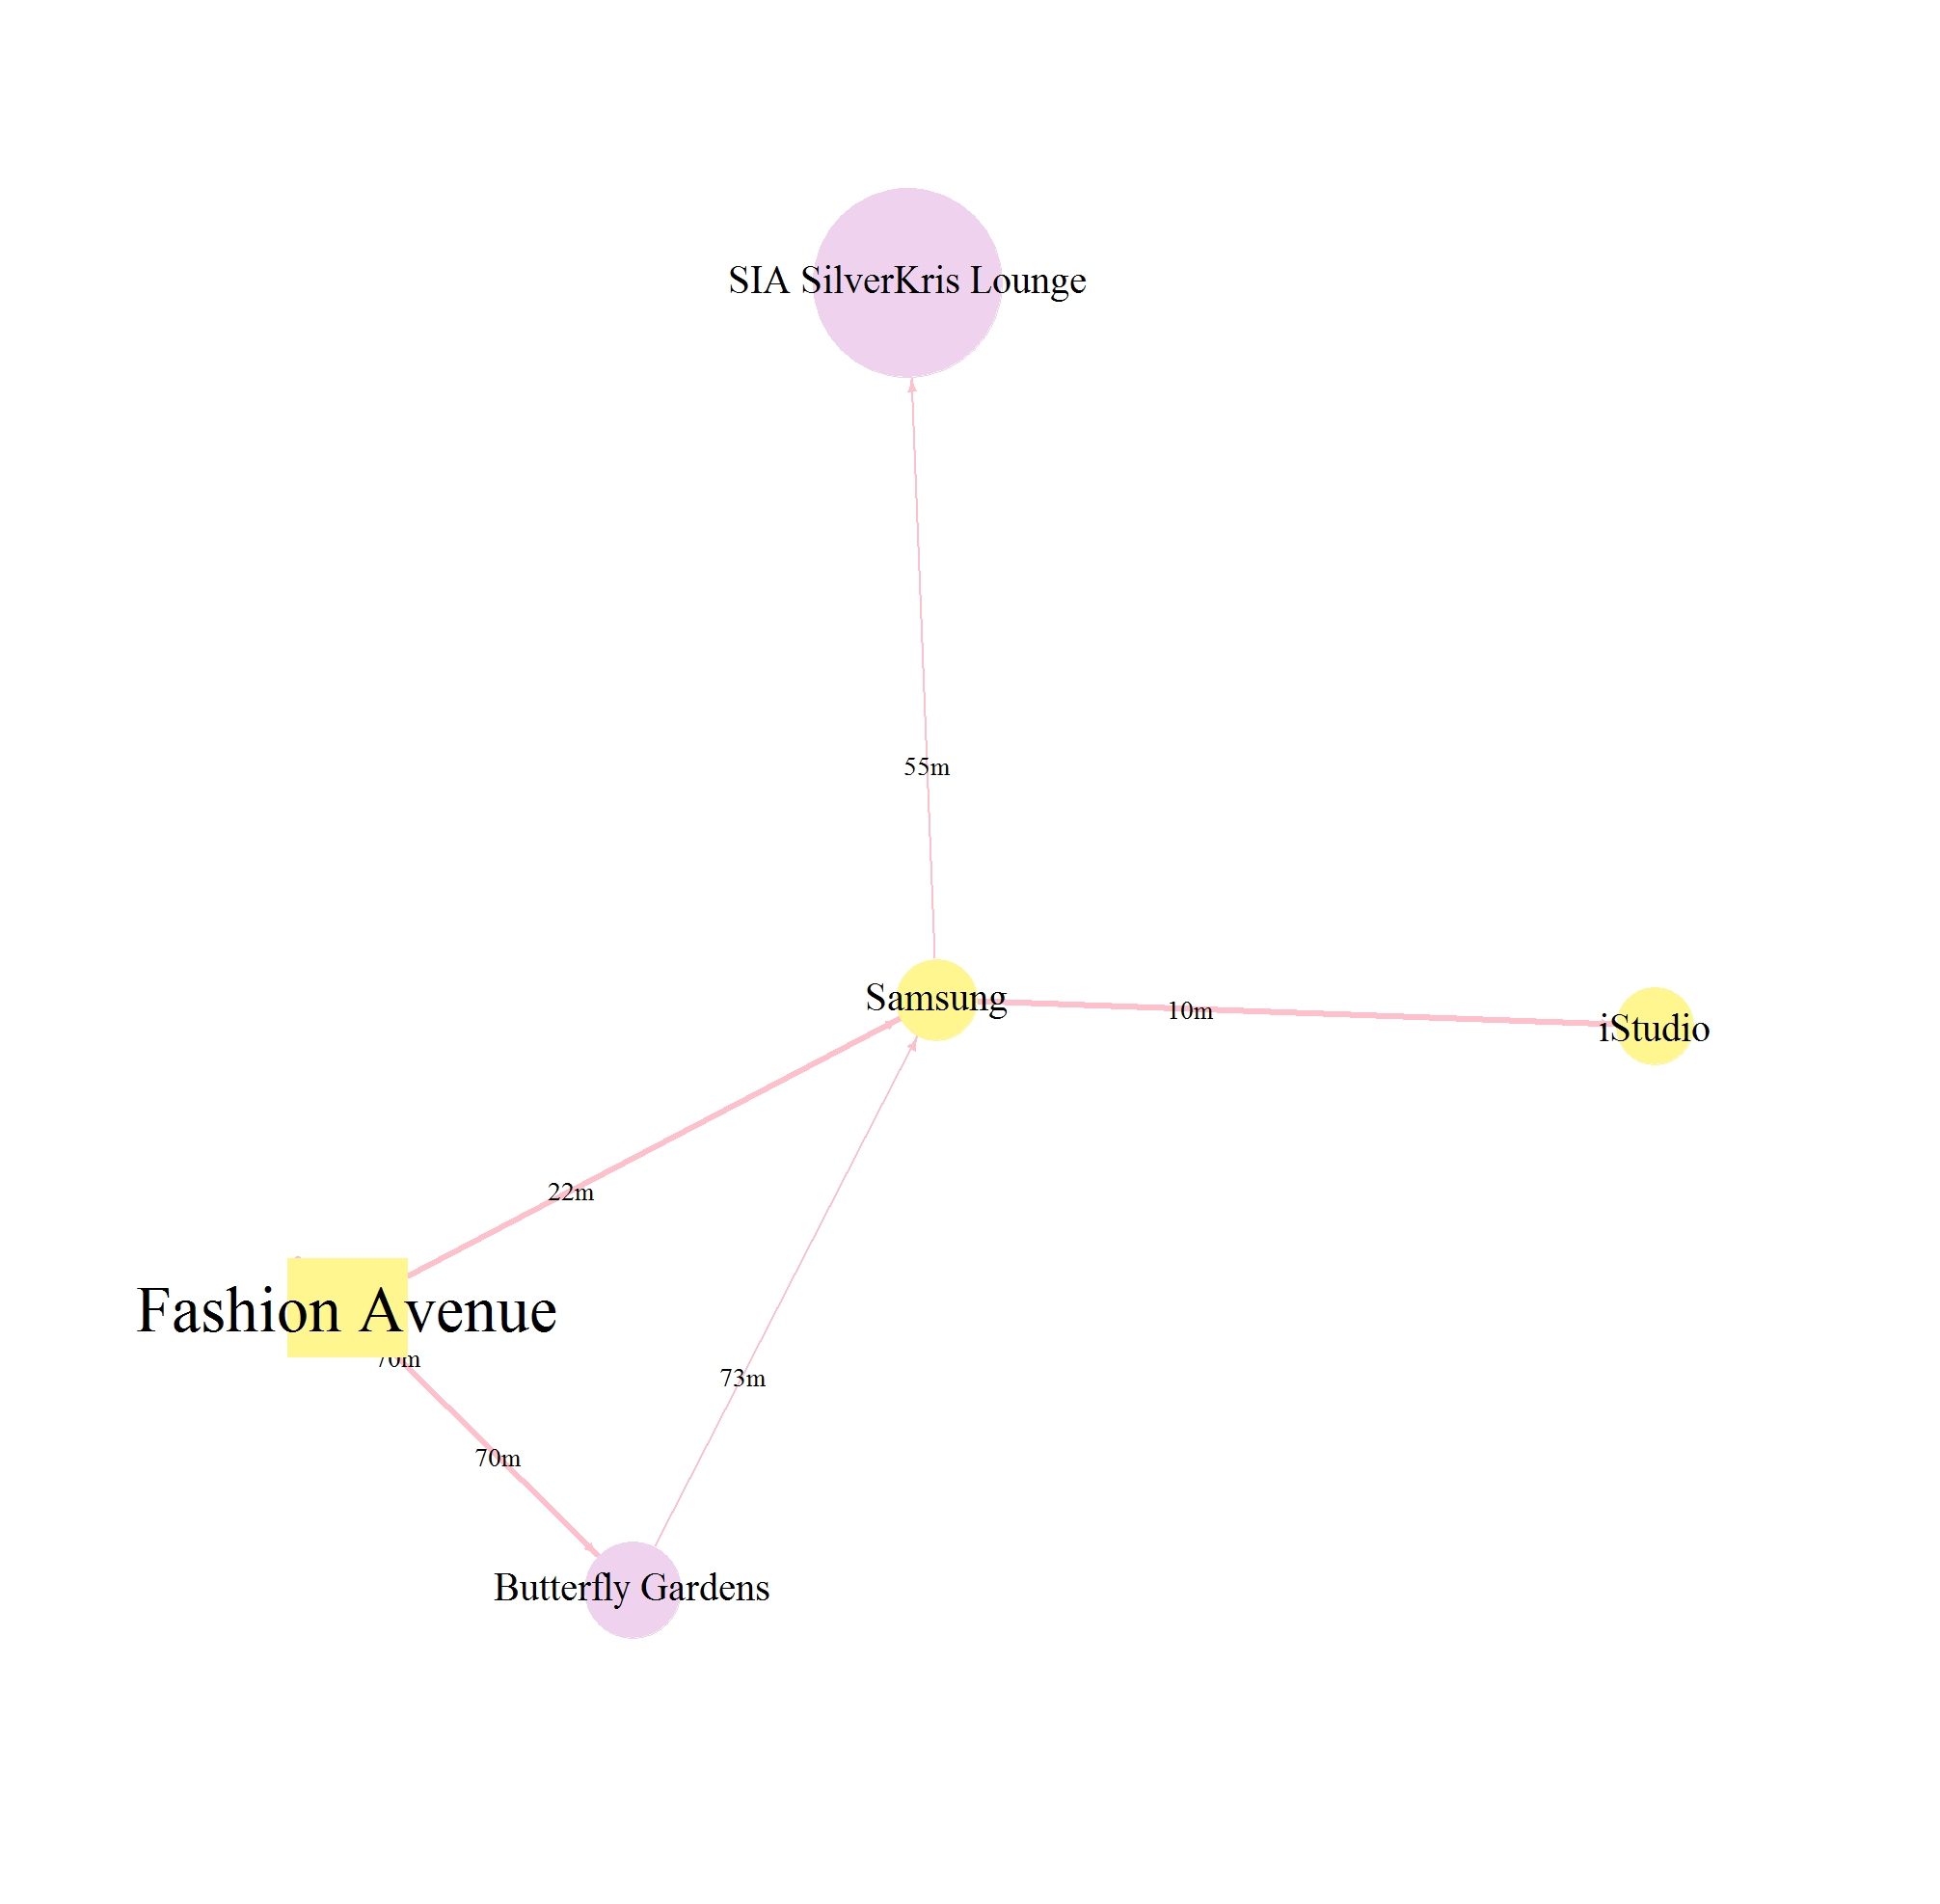 SIA SilverKris Lounge
55m
Samsung
10m
iStudio
22m
Fashion Avenue
70m
73m
70m
Butterfly Gardens